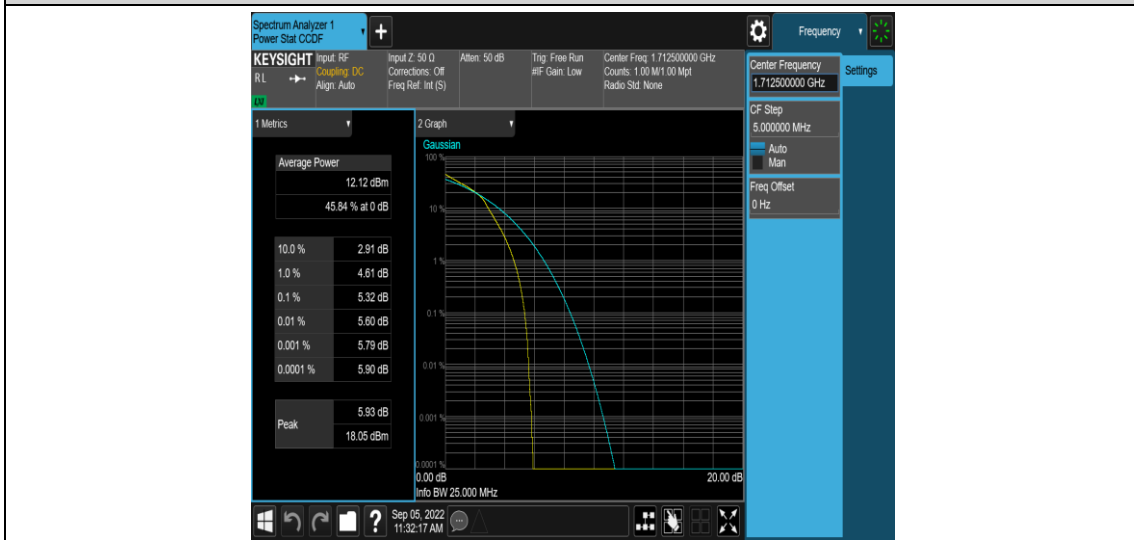 Spectrum Analyzer 1
Power Stat CCDF
+
Frequency
KEYSIGHT
RL
LXI
Input: RF
Coupling: DC
Align: Auto
Input Z: 50 Ω
Corrections: Off
Freq Ref: Int (S)
Atten: 50 dB
Trig: Free Run
#IF Gain: Low
Center Freq: 1.712500000 GHz
Counts: 1.00 M/1.00 Mpt
Radio Std: None
Center Frequency
1.712500000 GHz
Settings
CF Step
5.000000 MHz
Auto
Man
Freq Offset
0 Hz
1 Metrics
Average Power
12.12 dBm
45.84 % at 0 dB
10.0 % 2.91 dB
1.0 % 4.61 dB
0.1 % 5.32 dB
0.01 % 5.60 dB
0.001 % 5.79 dB
0.0001 % 5.90 dB
Peak 5.93 dB
18.05 dBm
2 Graph
Gaussian
100 %
10 %
1 %
0.1 %
0.01 %
0.001 %
0.0001 %
0.00 dB 20.00 dB
Info BW 25.000 MHz
?
Sep 05, 2022
11:32:17 AM